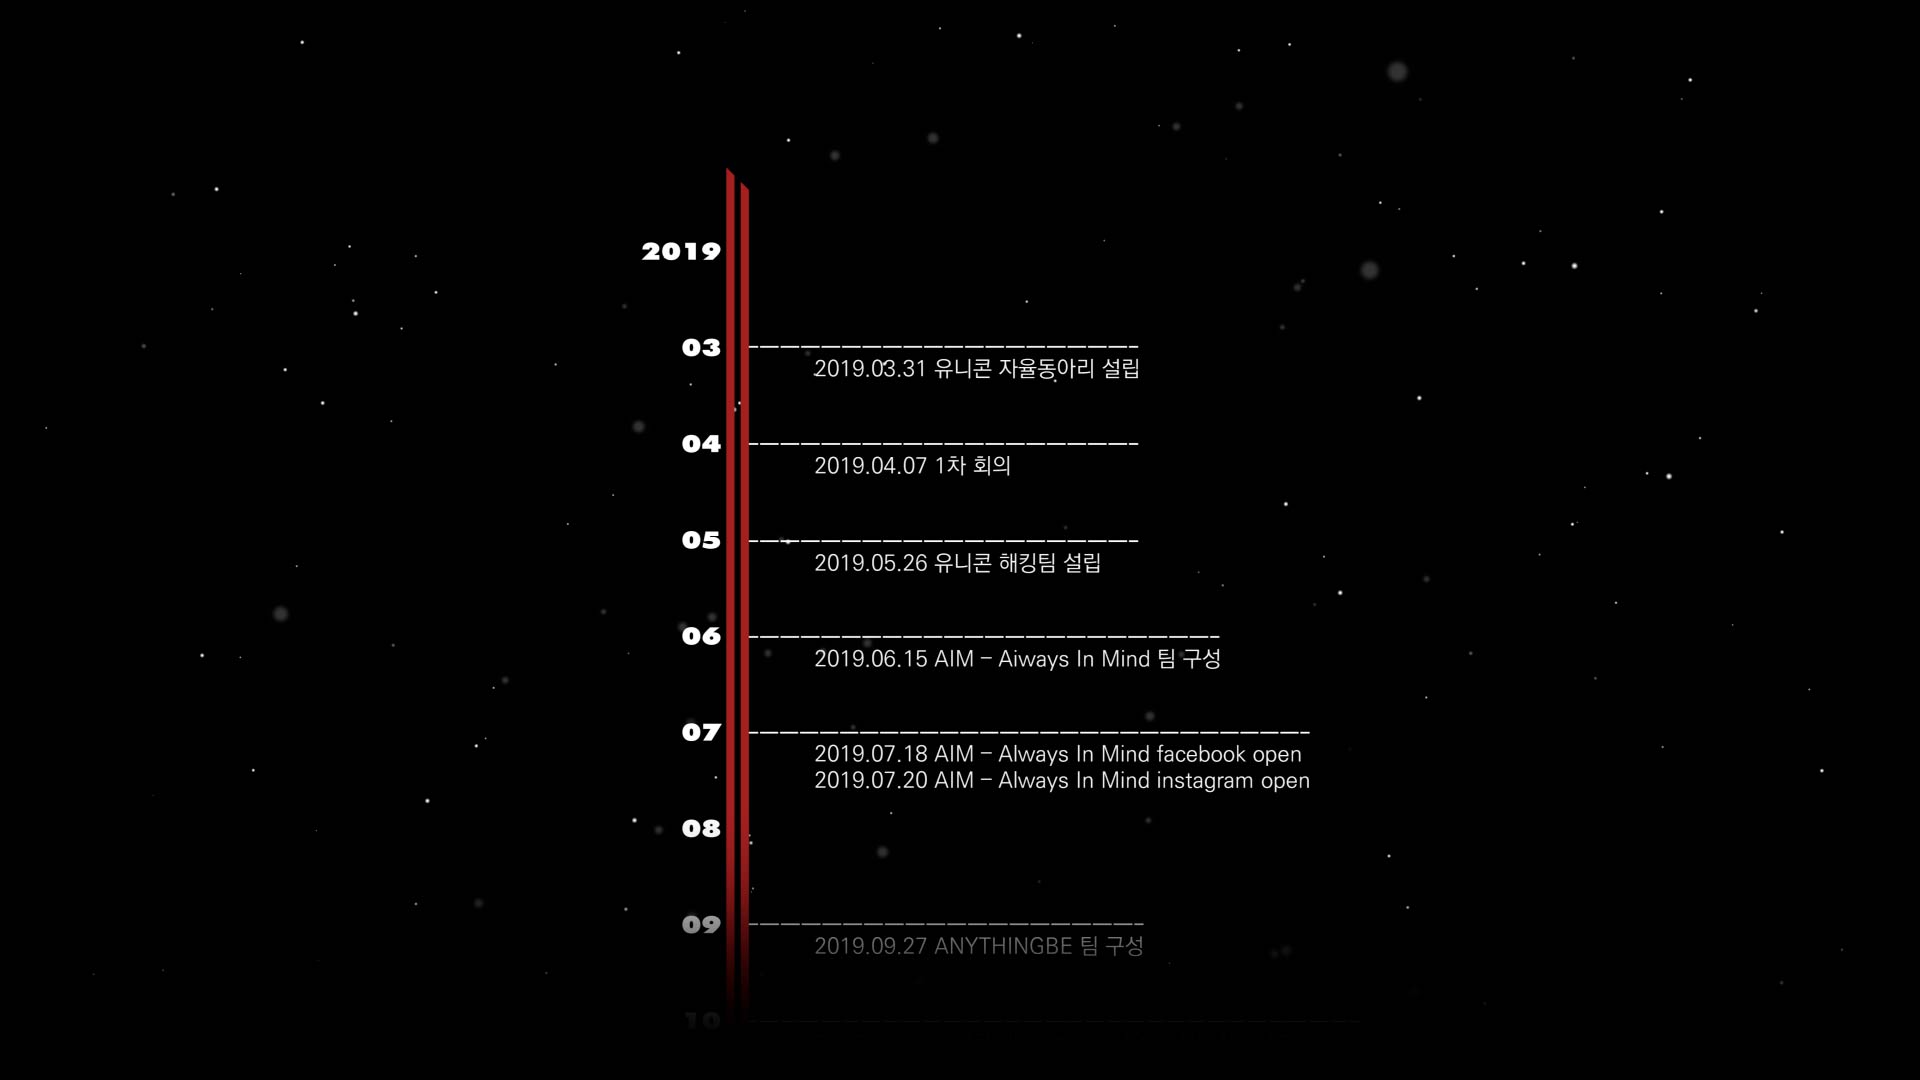 2019
03
2019.03.31 유니콘 자율동아리 설립
04
2019.04.07 1차 회의
05
2019.05.26 유니콘 해킹팀 설립
06
2019.06.15 AIM – Aiways In Mind 팀 구성
07
2019.07.18 AIM – Always In Mind facebook open
2019.07.20 AIM – Always In Mind instagram open
08
09
2019.09.27 ANYTHINGBE 팀 구성
10